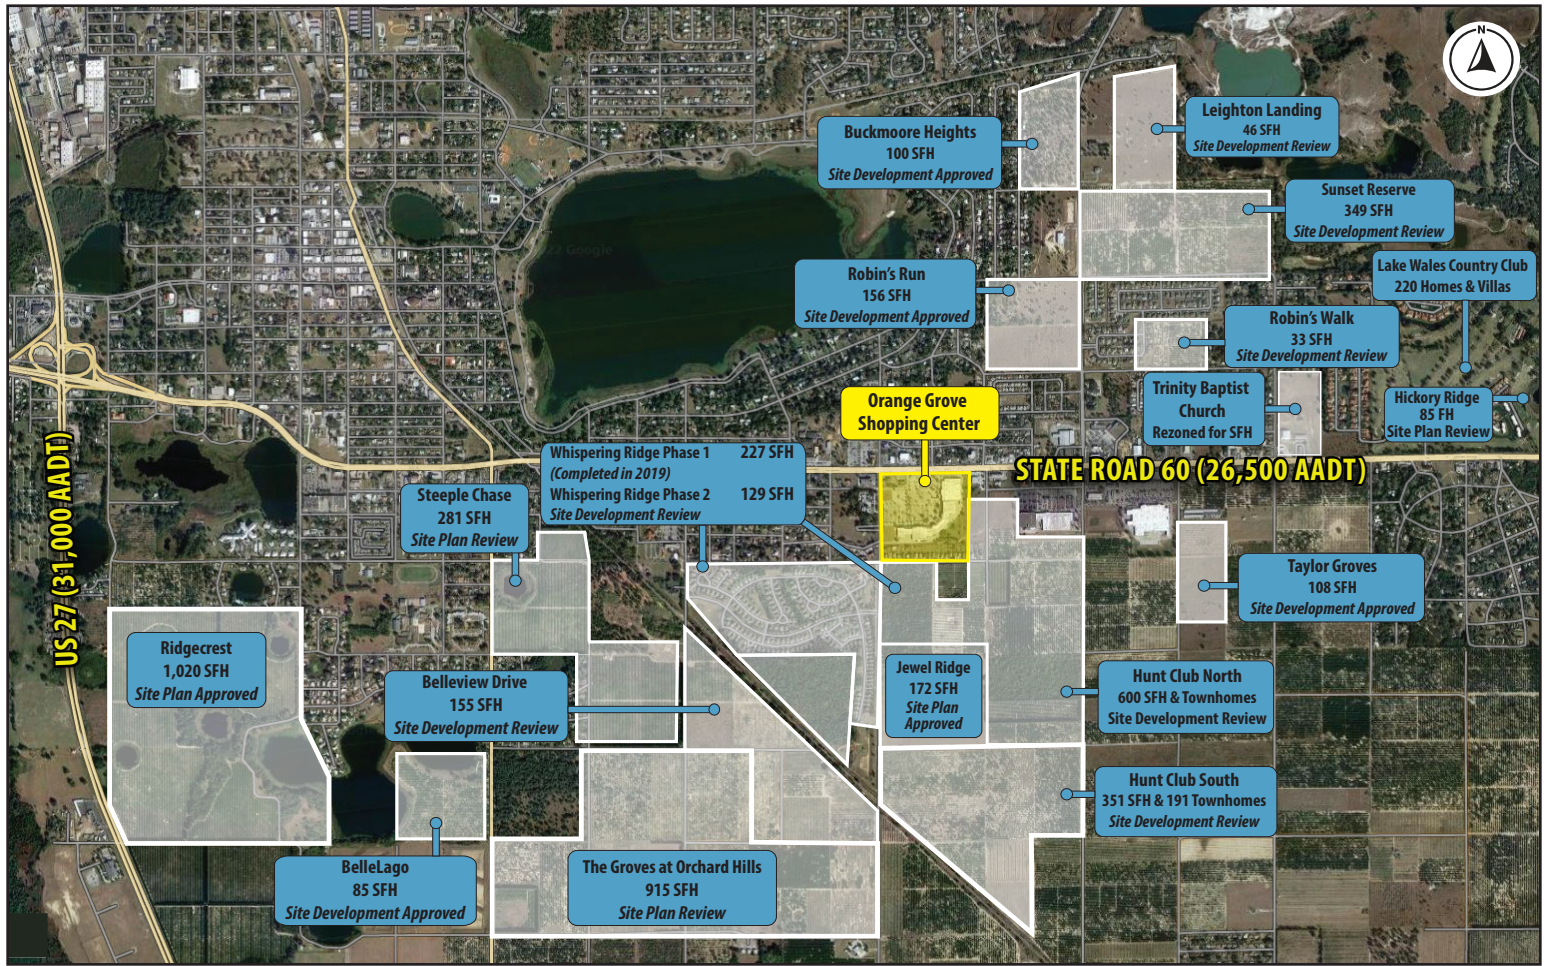 N
Leighton Landing
46 SFH
Site Development Review
Buckmoore Heights
100 SFH
Site Development Approved
Sunset Reserve
349 SFH
Site Development Review
Google
Lake Wales Country Club
220 Homes & Villas
Robin's Run
156 SFH
Site Development Approved
Robin's Walk
33 SFH
Site Development Review
Trinity Baptist
Church
Rezoned for SFH
Hickory Ridge
85 FH
Site Plan Review
Orange Grove
Shopping Center
STATE ROAD 60 (26,500 AADT)
US 27 (31,000 AADT)
Whispering Ridge Phase 1 227 SFH
(Completed in 2019)
Whispering Ridge Phase 2 129 SFH
Site Development Review
Steeple Chase
281 SFH
Site Plan Review
Taylor Groves
108 SFH
Site Development Approved
Ridgecrest
1,020 SFH
Site Plan Approved
Belleview Drive
155 SFH
Site Development Review
Jewel Ridge
172 SFH
Site Plan
Approved
Hunt Club North
600 SFH & Townhomes
Site Development Review
Hunt Club South
351 SFH & 191 Townhomes
Site Development Review
BelleLago
85 SFH
Site Development Approved
The Groves at Orchard Hills
915 SFH
Site Plan Review